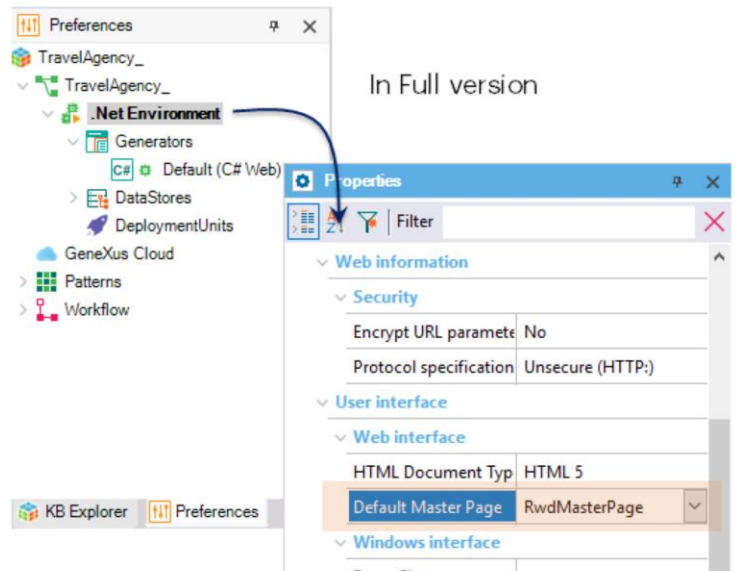 Preferences
TravelAgency_
TravelAgency_
.Net Environment
Generators
C# Default (C# Web)
DataStores
DeploymentUnits
GeneXus Cloud
Patterns
Workflow
KB Explorer Preferences
In Full version
Properties
Filter
Web information
Security
Encrypt URL paramete No
Protocol specification Unsecure (HTTP:)
User interface
Web interface
HTML Document Typ HTML 5
Default Master Page RwdMasterPage
Windows interface